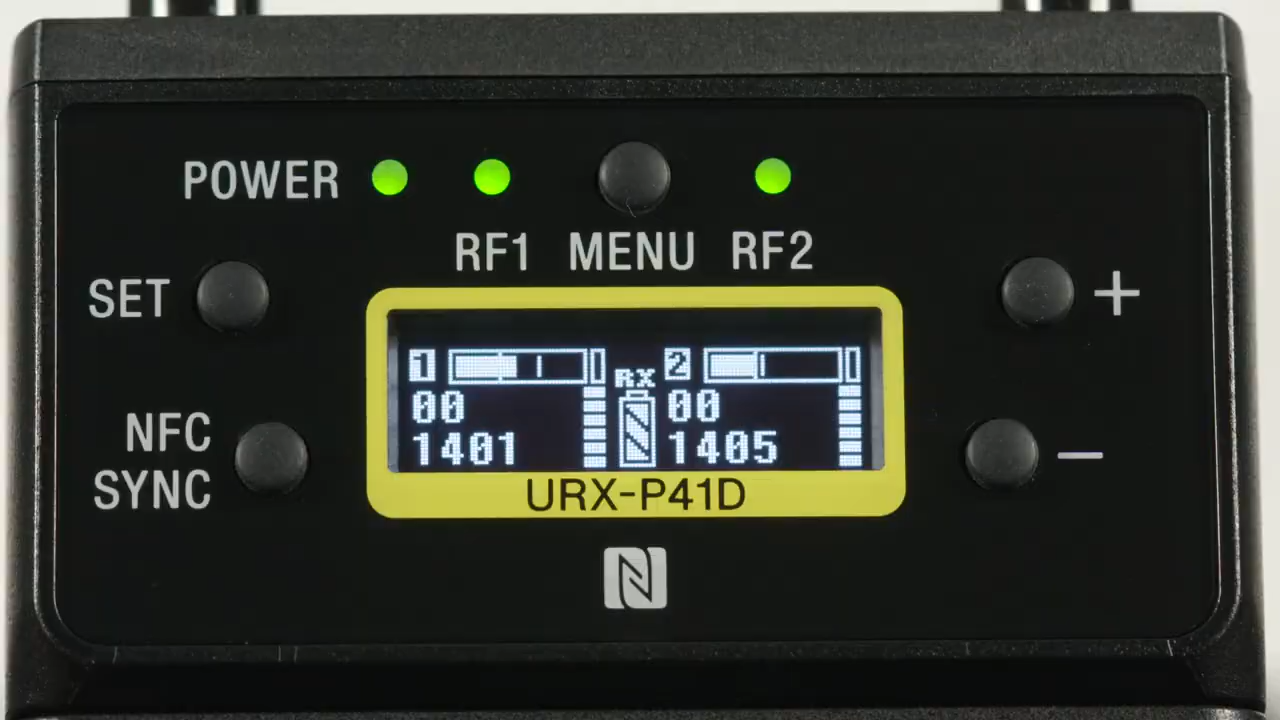 POWER
RF1 MENU RF2
SET
+
1 RX 2
00 00
1401 1405
NFC
SYNC
−
URX-P41D